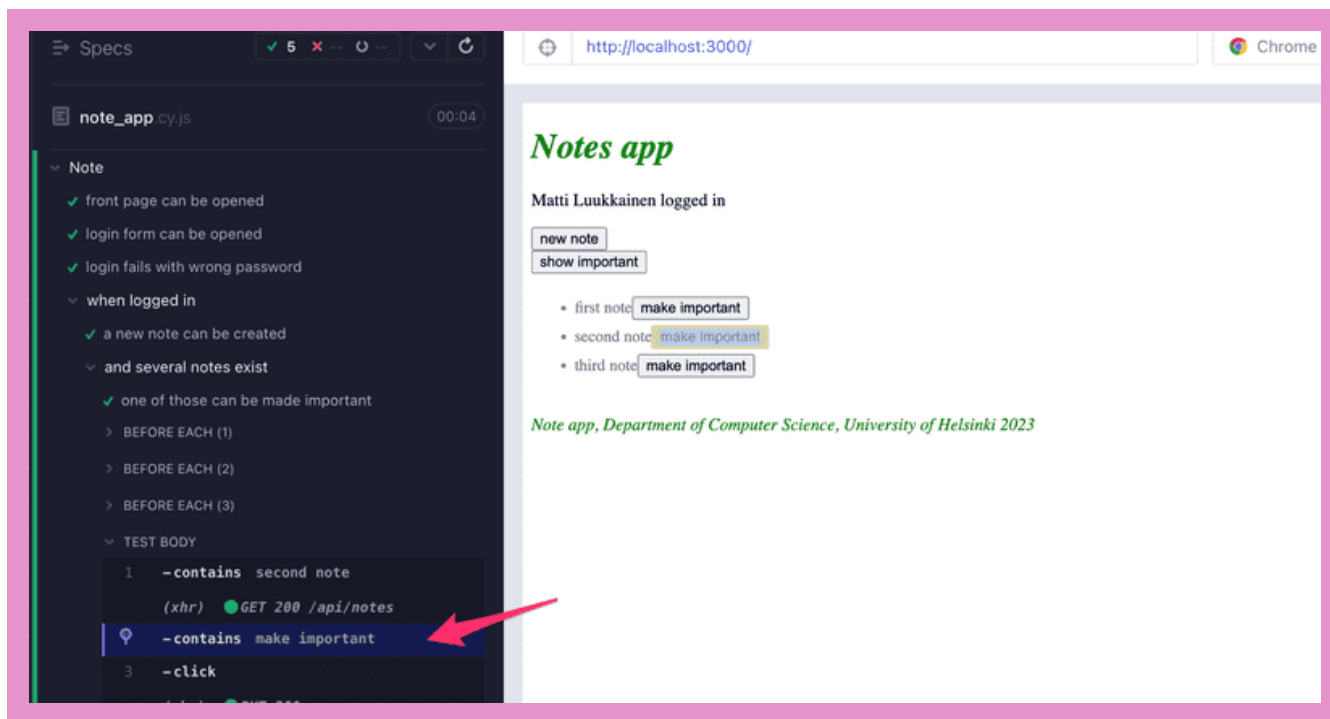 Specs
5 -- --
note_app.cy.js
00:04
Note
front page can be opened
login form can be opened
login fails with wrong password
when logged in
a new note can be created
and several notes exist
one of those can be made important
BEFORE EACH (1)
BEFORE EACH (2)
BEFORE EACH (3)
TEST BODY
1 -contains second note
(xhr) GET 200 /api/notes
-contains make important
3 -click
http://localhost:3000/
Chrome
Notes app
Matti Luukkainen logged in
new note
show important
first note make important
second note make important
third note make important
Note app, Department of Computer Science, University of Helsinki 2023